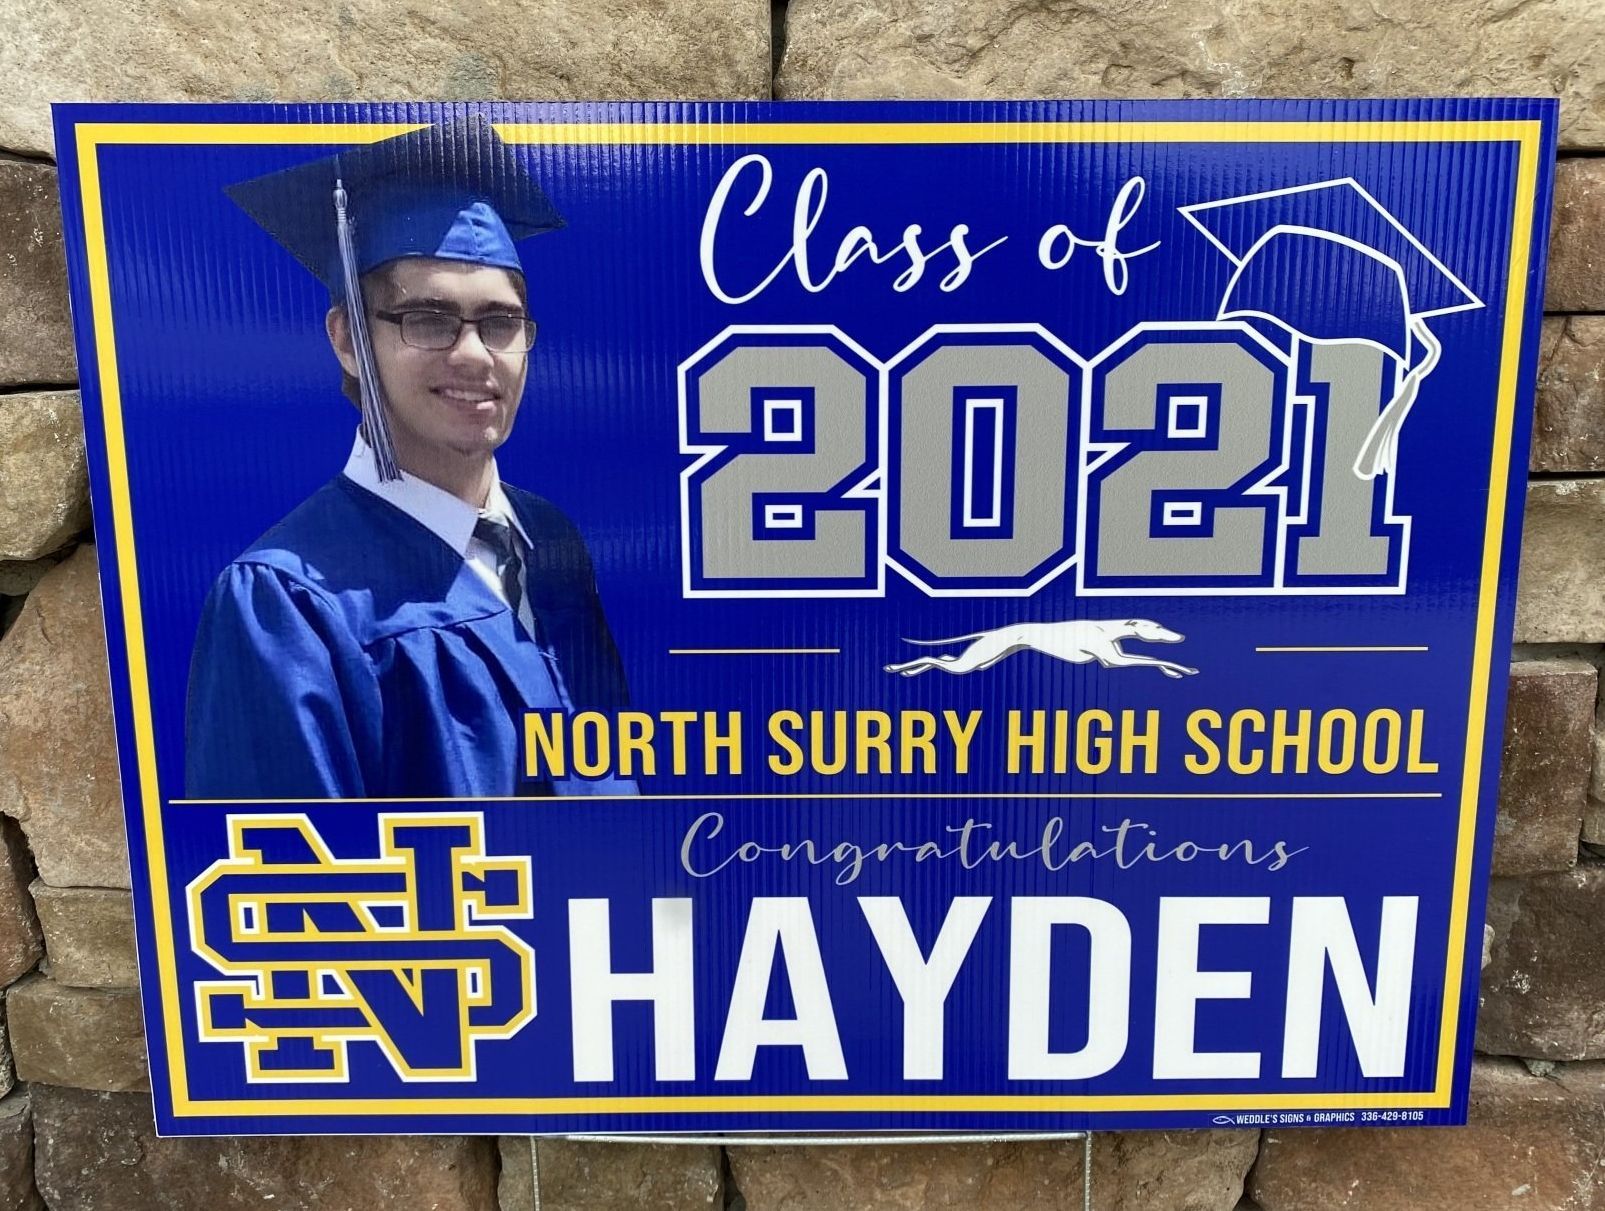 Class of
2021
NORTH SURRY HIGH SCHOOL
NS
Congratulations
HAYDEN
WEDDLE'S SIGNS & GRAPHICS 336-429-8105